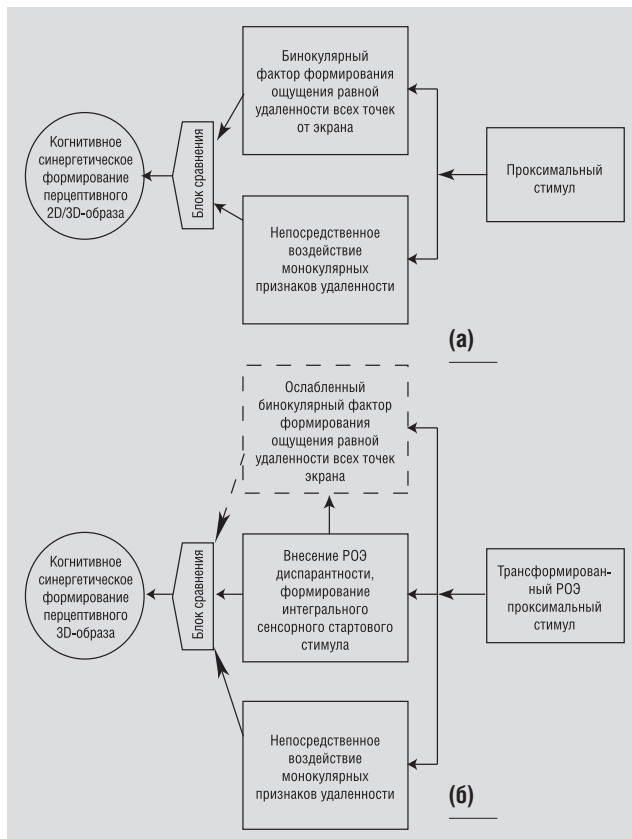 Бинокулярный
фактор формирования
ощущения равной
удаленности всех точек
от экрана
Когнитивное
синергетическое
формирование
перцептивного
2D/3D-образа
Блок сравнения
Проксимальный
стимул
Непосредственное
воздействие
монокулярных
признаков удаленности
(а)
Ослабленный
бинокулярный фактор
формирования
ощущения равной
удаленности всех точек
экрана
Когнитивное
синергетическое
формирование
перцептивного
3D-образа
Блок сравнения
Внесение РОЭ
диспарантности,
формирование
интегрального
сенсорного стартового
стимула
Трансформирован-
ный РОЭ
проксимальный
стимул
Непосредственное
воздействие
монокулярных
признаков удаленности
(б)